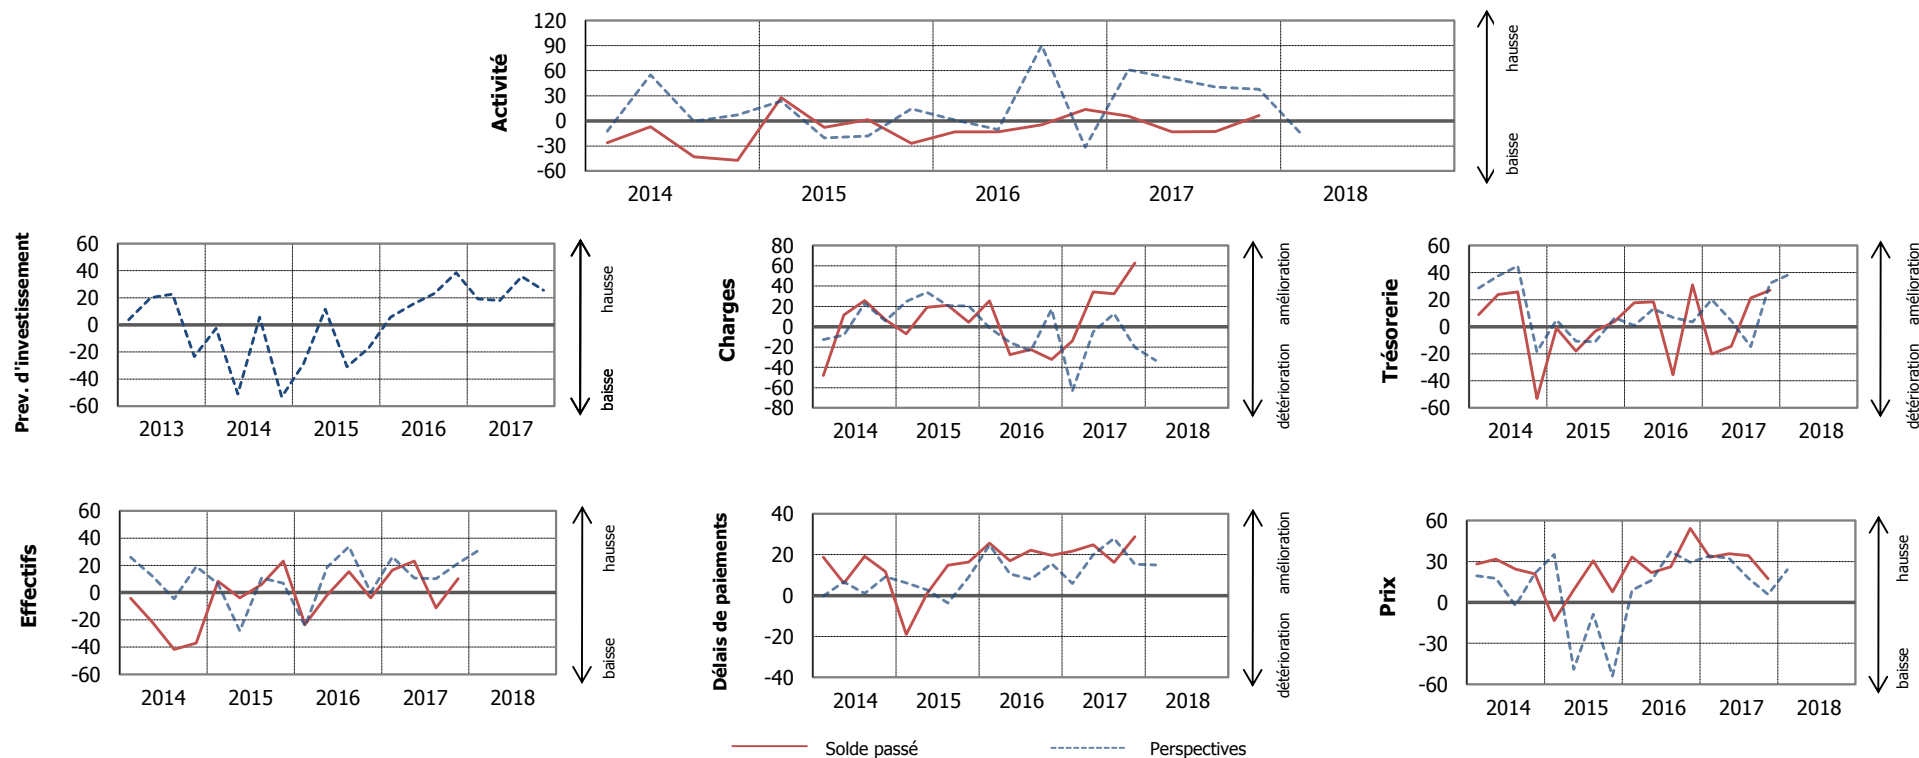 Activité
120
90
60
30
0
-30
-60
2014 2015 2016 2017 2018
hausse
baisse
Prev. d'investissement
60
40
20
0
-20
-40
-60
2013 2014 2015 2016 2017
hausse
baisse
Charges
80
60
40
20
0
-20
-40
-60
-80
2014 2015 2016 2017 2018
amélioration
détérioration
Trésorerie
60
40
20
0
-20
-40
-60
2014 2015 2016 2017 2018
amélioration
détérioration
Effectifs
60
40
20
0
-20
-40
-60
2014 2015 2016 2017 2018
hausse
baisse
Délais de paiements
40
20
0
-20
-40
2014 2015 2016 2017 2018
amélioration
détérioration
Prix
60
30
0
-30
-60
2014 2015 2016 2017 2018
hausse
baisse
Solde passé Perspectives